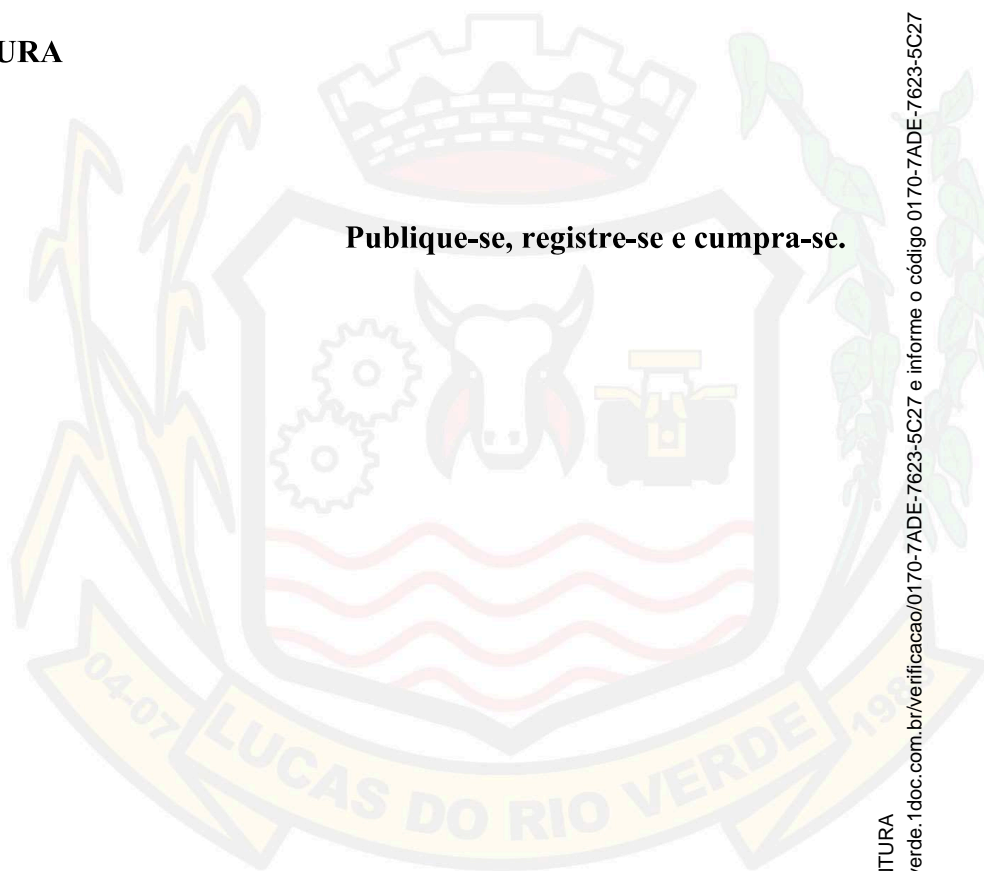 URA
Publique-se, registre-se e cumpra-se.
04-07
LUCAS DO RIO VERDE
ITURA
verde.1doc.com.br/verificacao/0170-7ADE-7623-5C27 e informe o código 0170-7ADE-7623-5C27